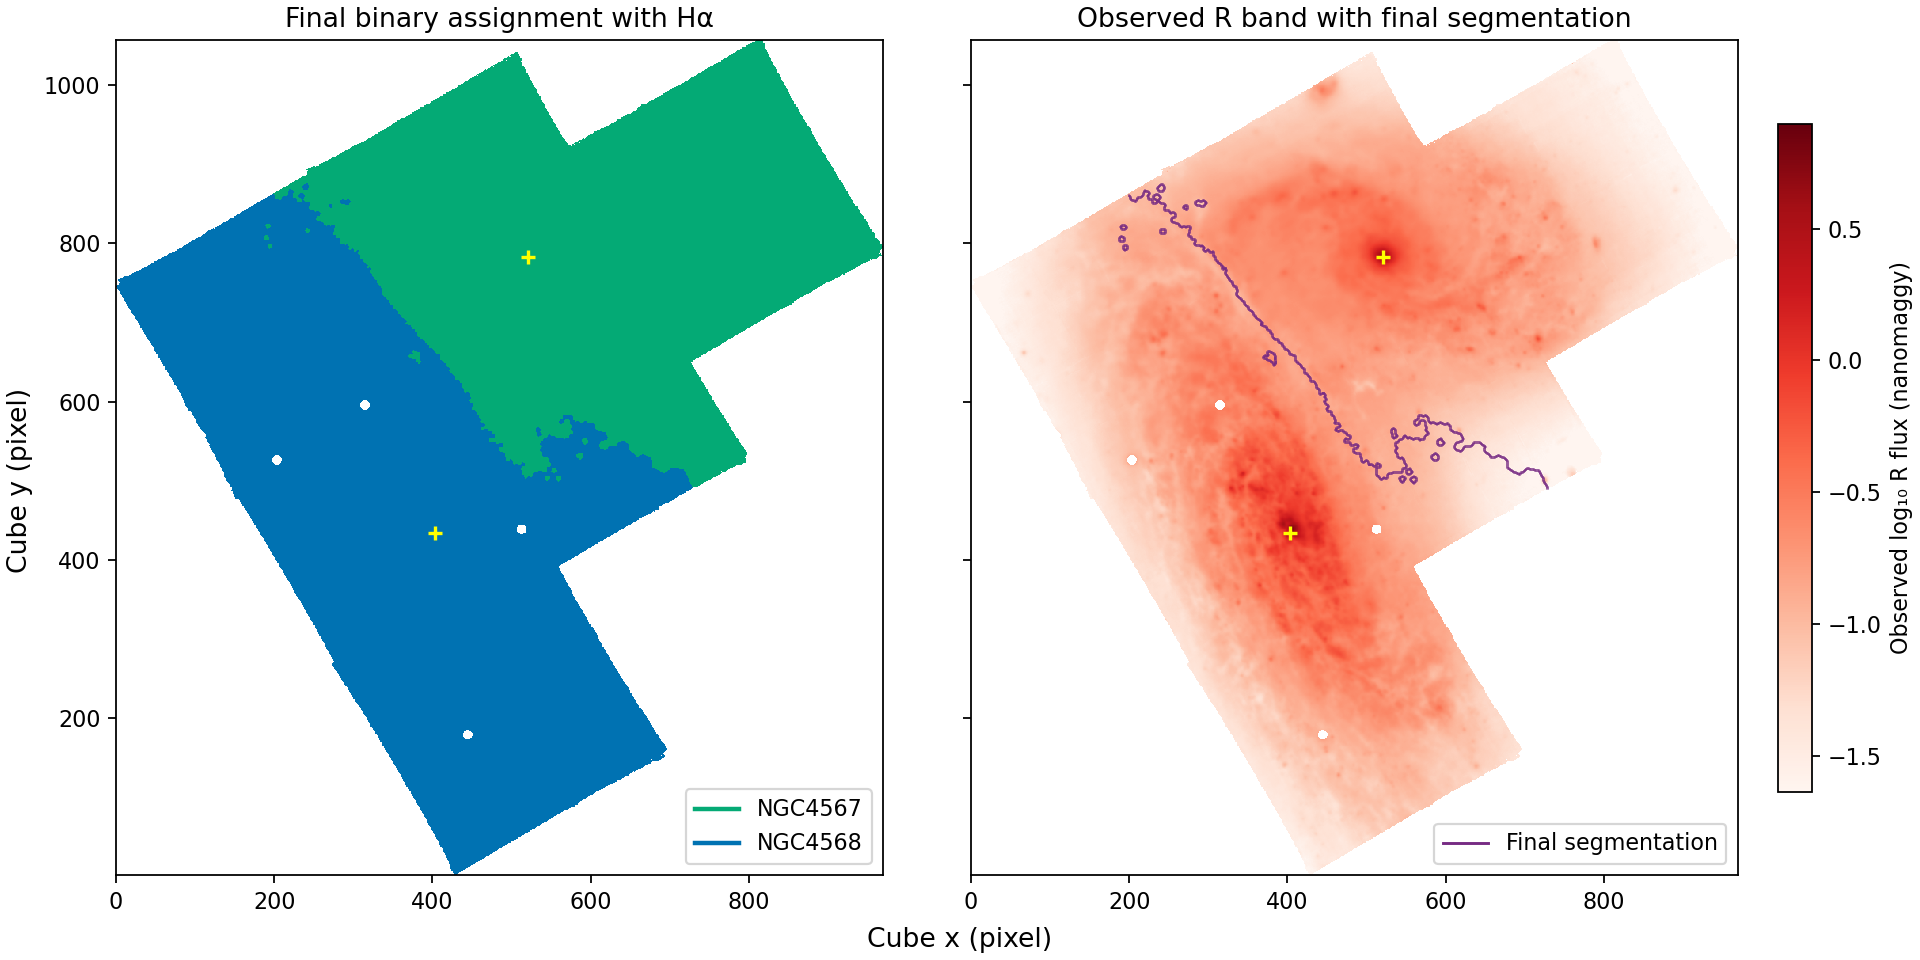 Final binary assignment with Hα
Observed R band with final segmentation
1000
800
600
400
200
0
200
400
600
800
NGC4567
NGC4568
0
200
400
600
800
Final segmentation
Cube y (pixel)
Cube x (pixel)
0.5
0.0
−0.5
−1.0
−1.5
Observed log₁₀ R flux (nanomaggy)